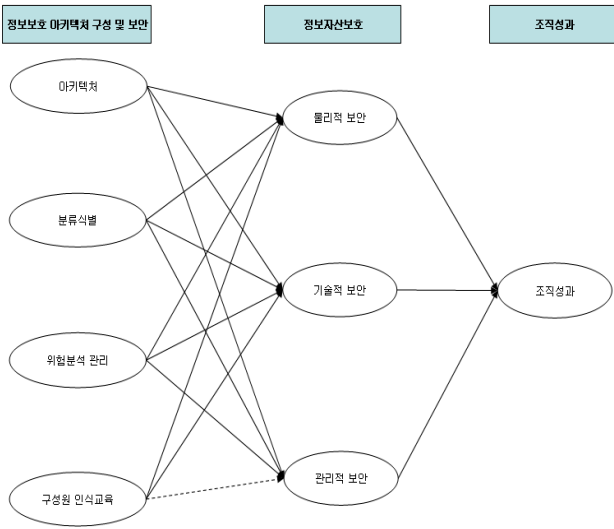 정보보호 아키텍처 구성 및 보안
정보자산보호
조직성과
아키텍처
물리적 보안
분류식별
기술적 보안
조직성과
위험분석 관리
관리적 보안
구성원 인식교육